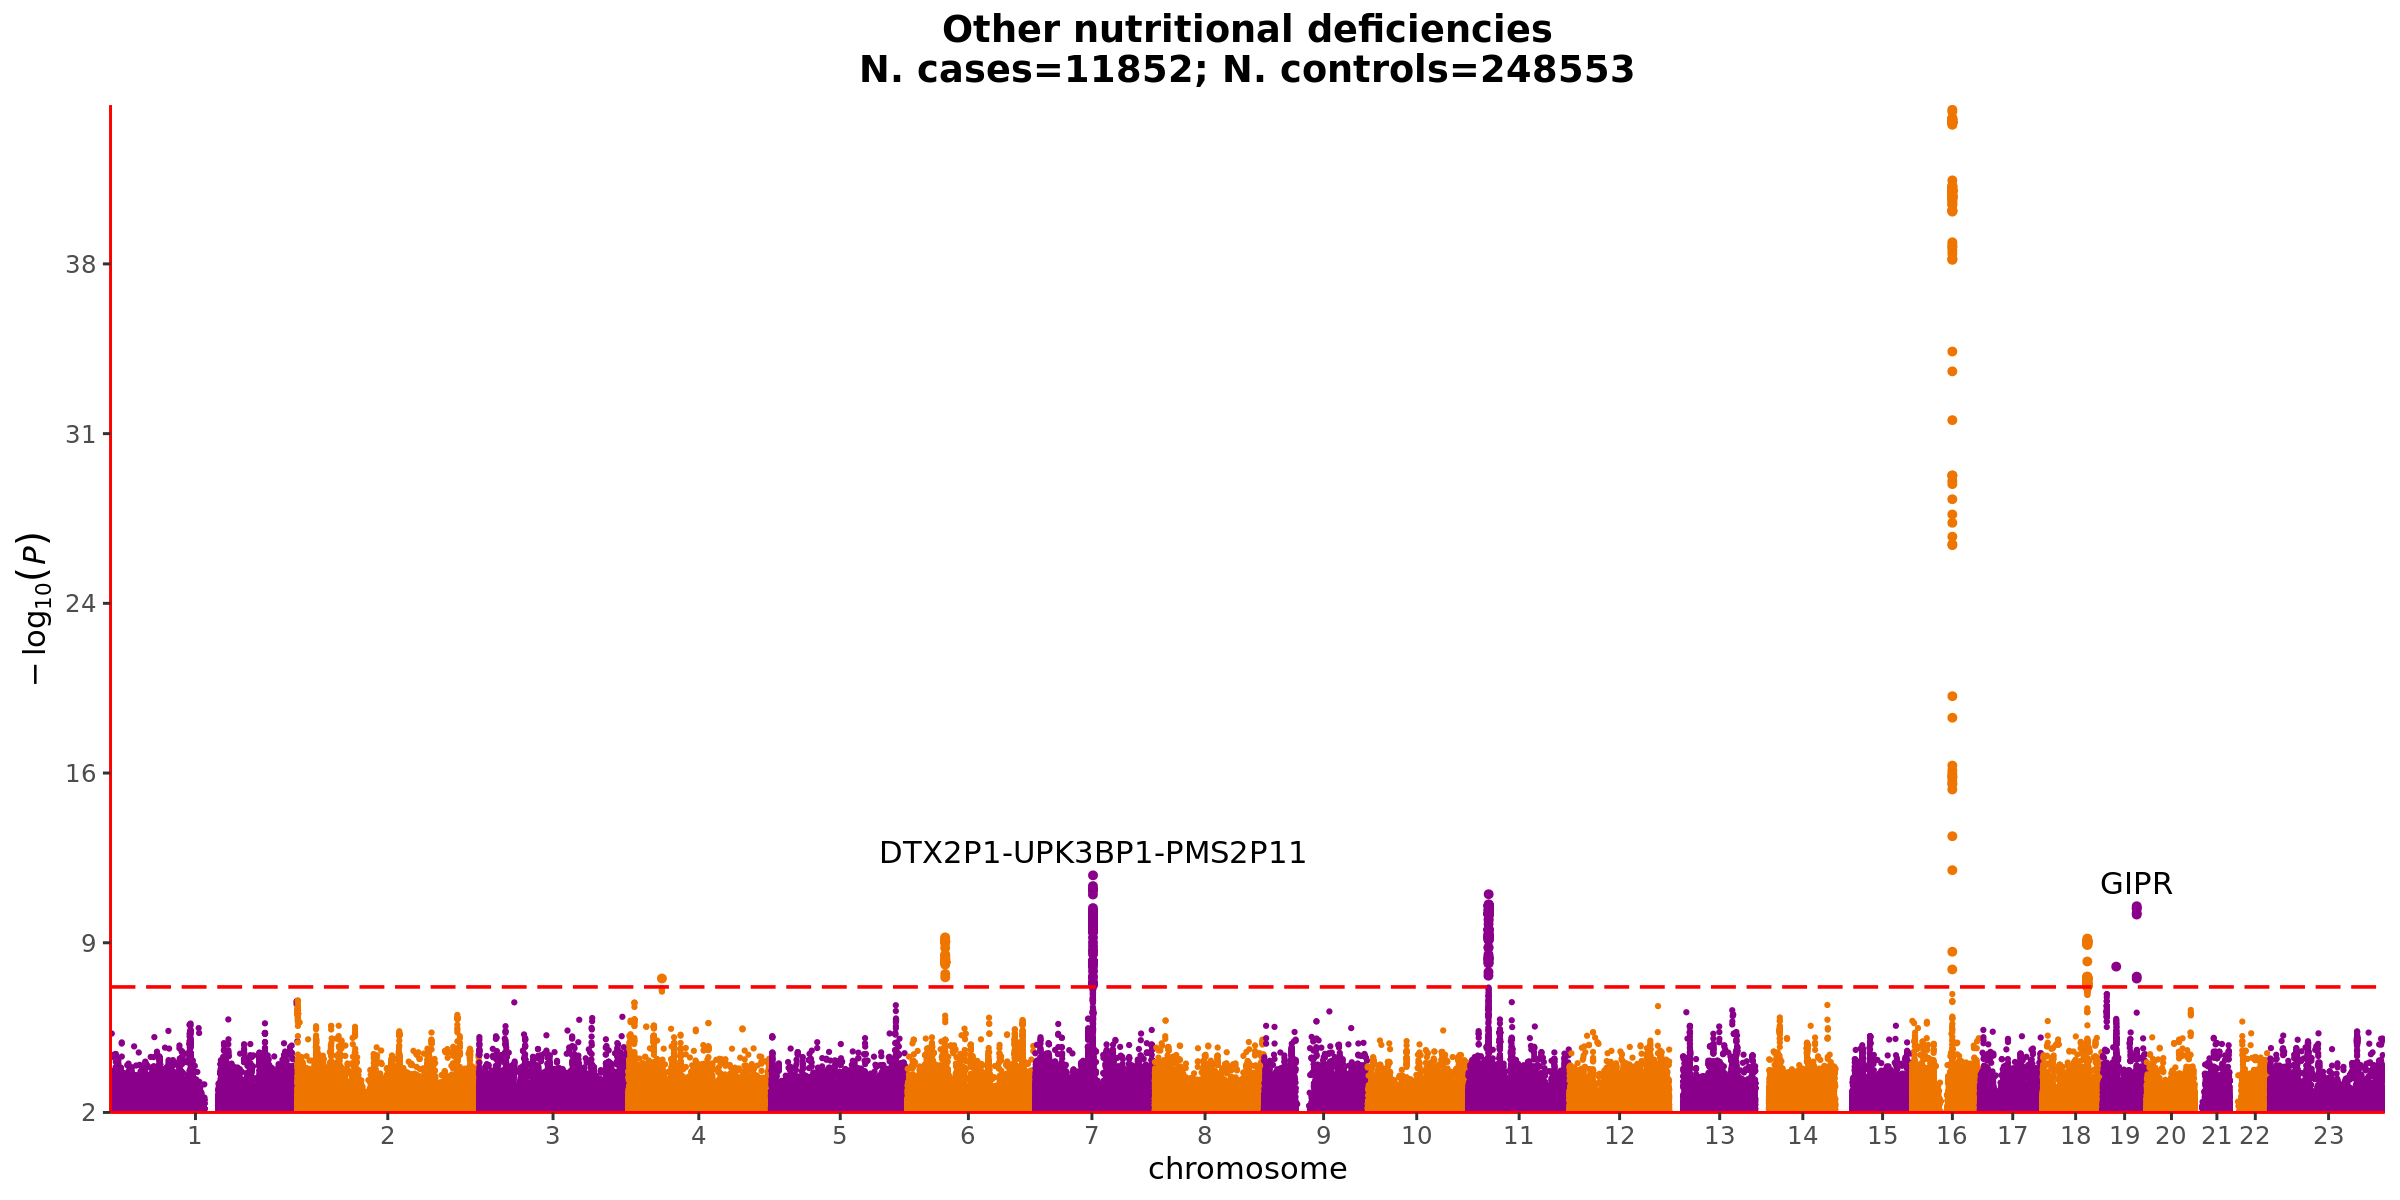 Other nutritional deficiencies
N. cases=11852; N. controls=248553
38
31
24
16
9
2
− log10(P)
DTX2P1-UPK3BP1-PMS2P11
GIPR
1 2 3 4 5 6 7 8 9 10 11 12 13 14 15 16 17 18 19 20 21 22 23
chromosome